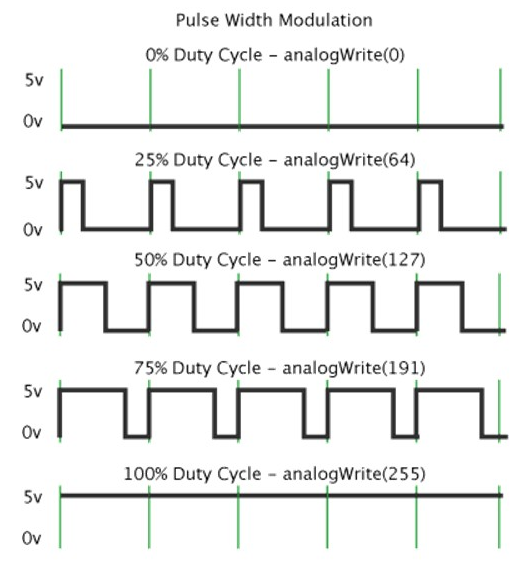 Pulse Width Modulation
0% Duty Cycle – analogWrite(0)
5v
0v
25% Duty Cycle – analogWrite(64)
5v
0v
50% Duty Cycle – analogWrite(127)
5v
0v
75% Duty Cycle – analogWrite(191)
5v
0v
100% Duty Cycle – analogWrite(255)
5v
0v